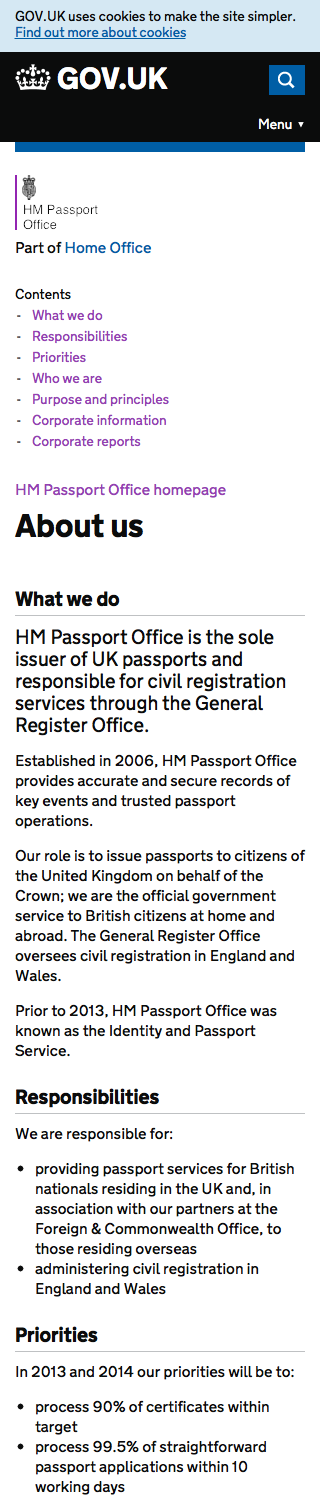 GOV.UK uses cookies to make the site simpler.
Find out more about cookies
GOV.UK
Menu ▼
HM Passport
Office
Part of Home Office
Contents
- What we do
- Responsibilities
- Priorities
- Who we are
- Purpose and principles
- Corporate information
- Corporate reports
HM Passport Office homepage
About us
What we do
HM Passport Office is the sole
issuer of UK passports and
responsible for civil registration
services through the General
Register Office.
Established in 2006, HM Passport Office
provides accurate and secure records of
key events and trusted passport
operations.
Our role is to issue passports to citizens of
the United Kingdom on behalf of the
Crown; we are the official government
service to British citizens at home and
abroad. The General Register Office
oversees civil registration in England and
Wales.
Prior to 2013, HM Passport Office was
known as the Identity and Passport
Service.
Responsibilities
We are responsible for:
• providing passport services for British
nationals residing in the UK and, in
association with our partners at the
Foreign & Commonwealth Office, to
those residing overseas
• administering civil registration in
England and Wales
Priorities
In 2013 and 2014 our priorities will be to:
• process 90% of certificates within
target
• process 99.5% of straightforward
passport applications within 10
working days